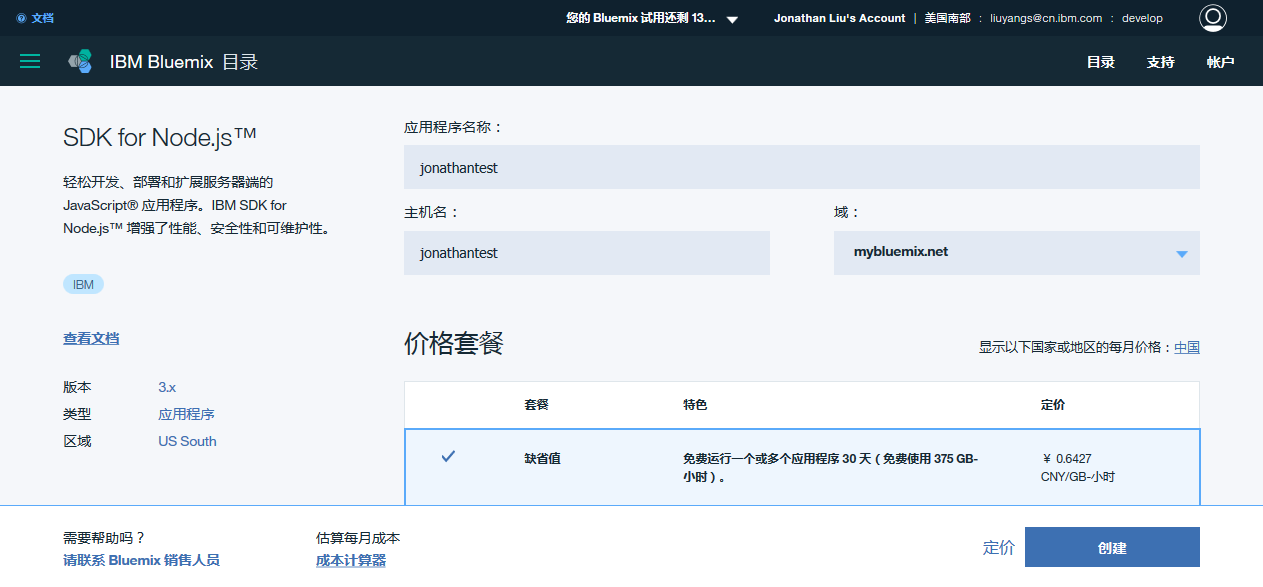 文档
您的 Bluemix 试用还剩 13...
Jonathan Liu's Account | 美国南部 : liuyangs@cn.ibm.com : develop
IBM Bluemix 目录
目录 支持 帐户
SDK for Node.js™
轻松开发、部署和扩展服务器端的
JavaScript® 应用程序。IBM SDK for
Node.js™ 增强了性能、安全性和可维护性。
IBM
查看文档
版本 3.x
类型 应用程序
区域 US South
应用程序名称：
jonathantest
主机名： 域：
jonathantest mybluemix.net
价格套餐
显示以下国家或地区的每月价格：中国
套餐 特色 定价
缺省值 免费运行一个或多个应用程序 30 天（免费使用 375 GB- ￥ 0.6427
小时）。 CNY/GB-小时
需要帮助吗？ 估算每月成本
请联系 Bluemix 销售人员 成本计算器
定价 创建